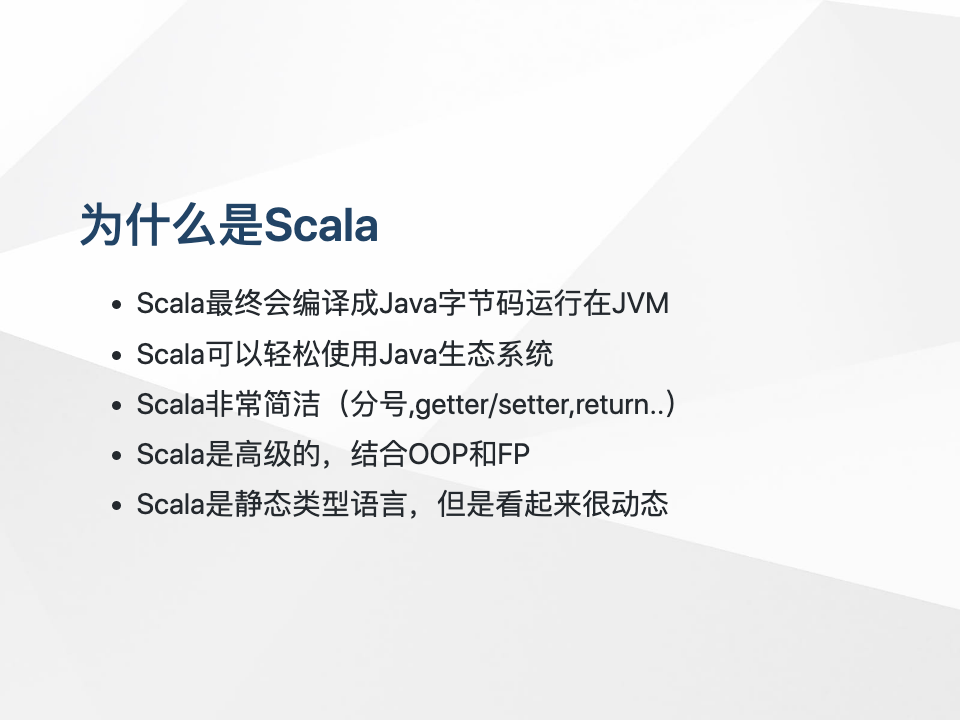 为什么是Scala
• Scala最终会编译成Java字节码运行在JVM
• Scala可以轻松使用Java生态系统
• Scala非常简洁（分号,getter/setter,return..）
• Scala是高级的，结合OOP和FP
• Scala是静态类型语言，但是看起来很动态